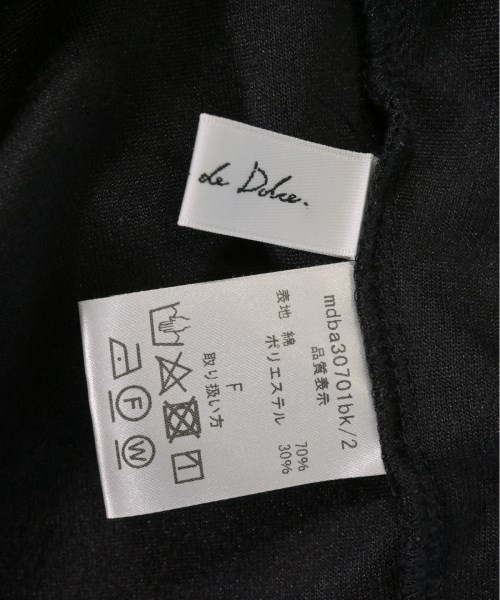 de Dolce.
mdba30701bk/2
品質表示
表地 綿 70%
ポリエステル 30%
F
取り扱い方
F
W